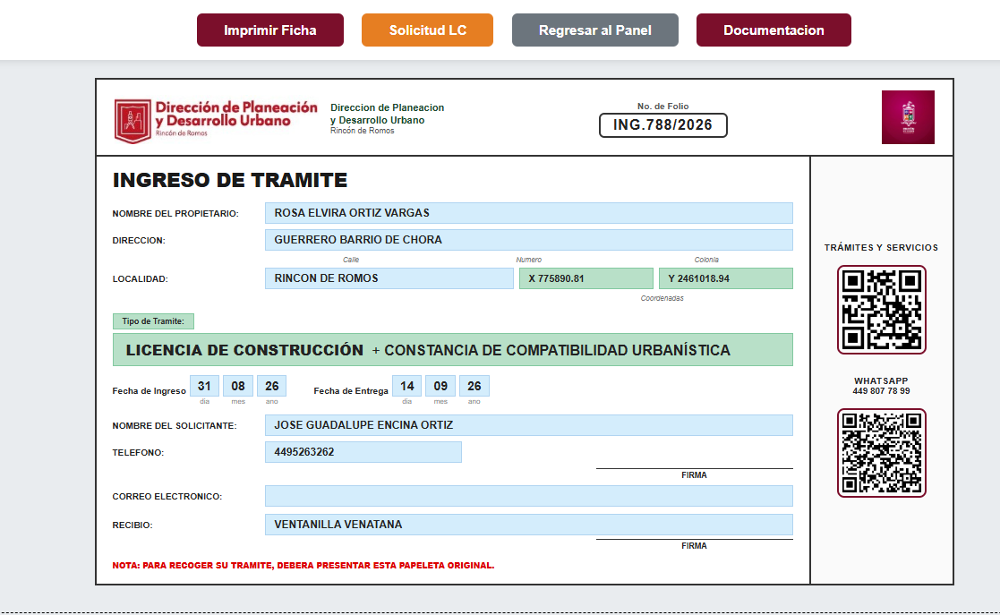 Imprimir Ficha
Solicitud LC
Regresar al Panel
Documentacion
Dirección de Planeación
y Desarrollo Urbano
Rincón de Romos
Direccion de Planeacion
y Desarrollo Urbano
Rincón de Romos
No. de Folio
ING.788/2026
INGRESO DE TRAMITE
NOMBRE DEL PROPIETARIO: ROSA ELVIRA ORTIZ VARGAS
DIRECCION: GUERRERO BARRIO DE CHORA
Calle Numero Colonia
LOCALIDAD: RINCON DE ROMOS X 775890.81 Y 2461018.94
Coordenadas
Tipo de Tramite:
LICENCIA DE CONSTRUCCIÓN + CONSTANCIA DE COMPATIBILIDAD URBANÍSTICA
Fecha de Ingreso 31 08 26 Fecha de Entrega 14 09 26
dia mes ano dia mes ano
NOMBRE DEL SOLICITANTE: JOSE GUADALUPE ENCINA ORTIZ
TELEFONO: 4495263262
FIRMA
CORREO ELECTRONICO:
RECIBIO: VENTANILLA VENATANA
FIRMA
NOTA: PARA RECOGER SU TRAMITE, DEBERA PRESENTAR ESTA PAPELETA ORIGINAL.
TRÁMITES Y SERVICIOS
WHATSAPP
449 807 78 99